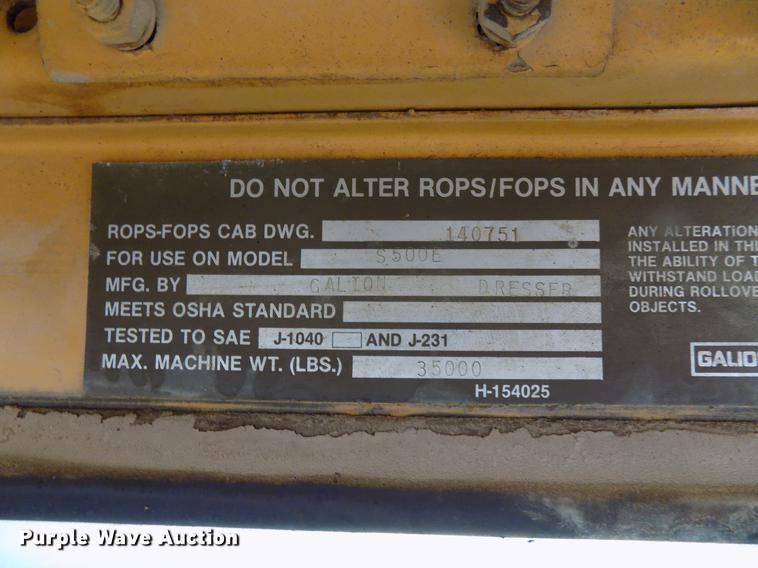 DO NOT ALTER ROPS/FOPS IN ANY MANNE
ROPS-FOPS CAB DWG. 140751
FOR USE ON MODEL S500E
MFG. BY GALION DRESSER
MEETS OSHA STANDARD
TESTED TO SAE J-1040 AND J-231
MAX. MACHINE WT. (LBS.) 35000
H-154025
ANY ALTERATION
INSTALLED IN THI
THE ABILITY OF T
WITHSTAND LOAD
DURING ROLLOVE
OBJECTS.
GALIO
Purple Wave Auction